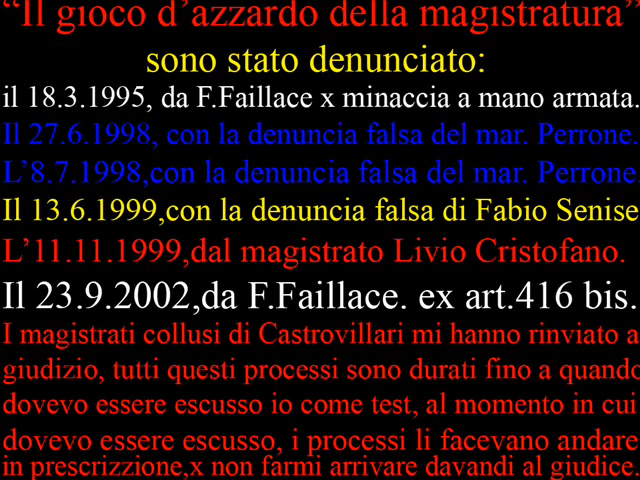 “Il gioco d’azzardo della magistratura”
sono stato denunciato:
il 18.3.1995, da F.Faillace x minaccia a mano armata.
Il 27.6.1998, con la denuncia falsa del mar. Perrone.
L’8.7.1998,con la denuncia falsa del mar. Perrone.
Il 13.6.1999,con la denuncia falsa di Fabio Senise
L’11.11.1999,dal magistrato Livio Cristofano.
Il 23.9.2002,da F.Faillace. ex art.416 bis.
I magistrati collusi di Castrovillari mi hanno rinviato a
giudizio, tutti questi processi sono durati fino a quando
dovevo essere escusso io come test, al momento in cui
dovevo essere escusso, i processi li facevano andare
in prescrizzione,x non farmi arrivare davandi al giudice.